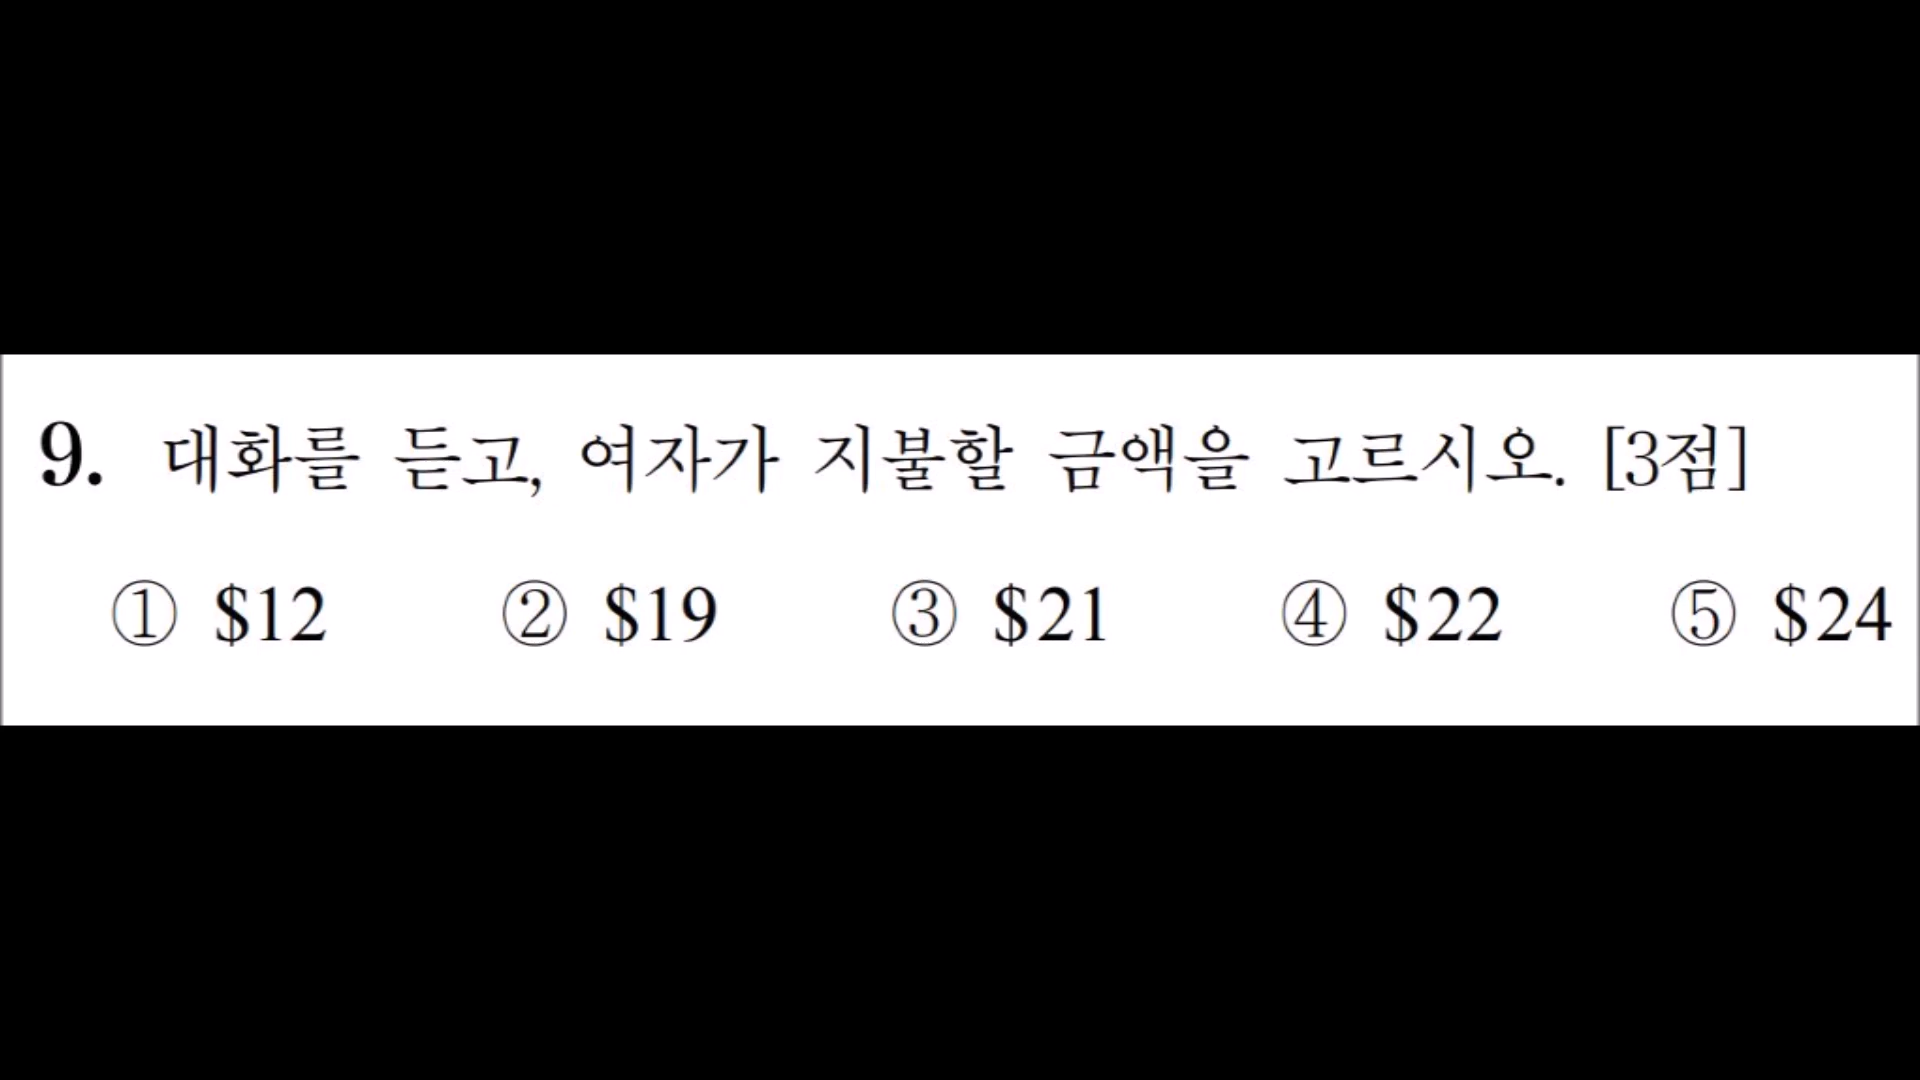 9. 대화를 듣고, 여자가 지불할 금액을 고르시오. [3점]
① $12 ② $19 ③ $21 ④ $22 ⑤ $24